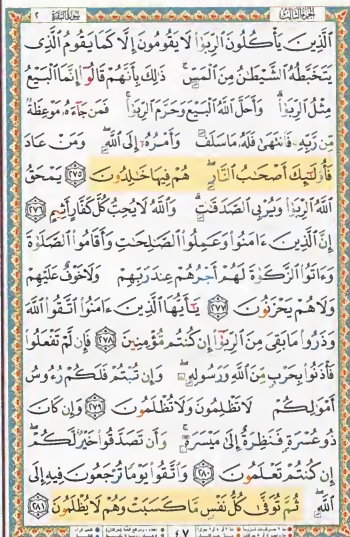 الجزء الثالث سورة البقرة ٢
ٱلَّذِينَ يَأْكُلُونَ ٱلرِّبَوٰا۟ لَا يَقُومُونَ إِلَّا كَمَا يَقُومُ ٱلَّذِى
يَتَخَبَّطُهُ ٱلشَّيْطَٰنُ مِنَ ٱلْمَسِّ ۚ ذَٰلِكَ بِأَنَّهُمْ قَالُوٓا۟ إِنَّمَا ٱلْبَيْعُ
مِثْلُ ٱلرِّبَوٰا۟ ۗ وَأَحَلَّ ٱللَّهُ ٱلْبَيْعَ وَحَرَّمَ ٱلرِّبَوٰا۟ ۚ فَمَن جَآءَهُۥ مَوْعِظَةٌ
مِّن رَّبِّهِۦ فَٱنتَهَىٰ فَلَهُۥ مَا سَلَفَ وَأَمْرُهُۥٓ إِلَى ٱللَّهِ ۖ وَمَنْ عَادَ
فَأُو۟لَٰٓئِكَ أَصْحَٰبُ ٱلنَّارِ ۖ هُمْ فِيهَا خَٰلِدُونَ ٢٧٥ يَمْحَقُ
ٱللَّهُ ٱلرِّبَوٰا۟ وَيُرْبِى ٱلصَّدَقَٰتِ ۗ وَٱللَّهُ لَا يُحِبُّ كُلَّ كَفَّارٍ أَثِيمٍ ٢٧٦
إِنَّ ٱلَّذِينَ ءَامَنُوا۟ وَعَمِلُوا۟ ٱلصَّٰلِحَٰتِ وَأَقَامُوا۟ ٱلصَّلَوٰةَ
وَءَاتَوُا۟ ٱلزَّكَوٰةَ لَهُمْ أَجْرُهُمْ عِندَ رَبِّهِمْ وَلَا خَوْفٌ عَلَيْهِمْ
وَلَا هُمْ يَحْزَنُونَ ٢٧٧ يَٰٓأَيُّهَا ٱلَّذِينَ ءَامَنُوا۟ ٱتَّقُوا۟ ٱللَّهَ
وَذَرُوا۟ مَا بَقِىَ مِنَ ٱلرِّبَوٰٓا۟ إِن كُنتُم مُّؤْمِنِينَ ٢٧٨ فَإِن لَّمْ تَفْعَلُوا۟
فَأْذَنُوا۟ بِحَرْبٍ مِّنَ ٱللَّهِ وَرَسُولِهِۦ ۖ وَإِن تُبْتُمْ فَلَكُمْ رُءُوسُ
أَمْوَٰلِكُمْ لَا تَظْلِمُونَ وَلَا تُظْلَمُونَ ٢٧٩ وَإِن كَانَ
ذُو عُسْرَةٍ فَنَظِرَةٌ إِلَىٰ مَيْسَرَةٍ ۚ وَأَن تَصَدَّقُوا۟ خَيْرٌ لَّكُمْ ۖ
إِن كُنتُمْ تَعْلَمُونَ ٢٨٠ وَٱتَّقُوا۟ يَوْمًا تُرْجَعُونَ فِيهِ إِلَى
ٱللَّهِ ۖ ثُمَّ تُوَفَّىٰ كُلُّ نَفْسٍ مَّا كَسَبَتْ وَهُمْ لَا يُظْلَمُونَ ٢٨١
٤٧